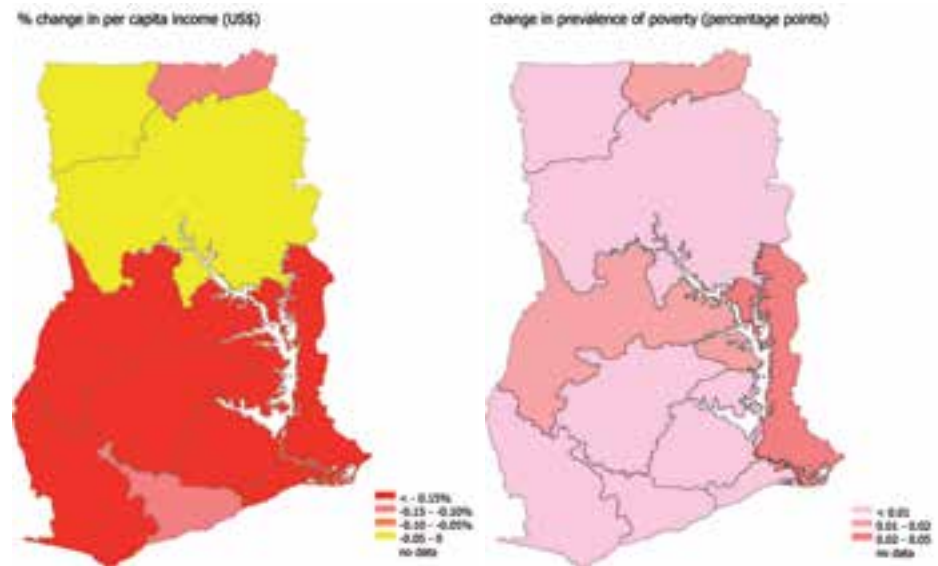 % change in per capita income (US$)
change in prevalence of poverty (percentage points)
< - 0.15%
-0.15 - -0.10%
-0.10 - -0.05%
-0.05 - 0
no data
< 0.01
0.01 - 0.02
0.02 - 0.05
no data